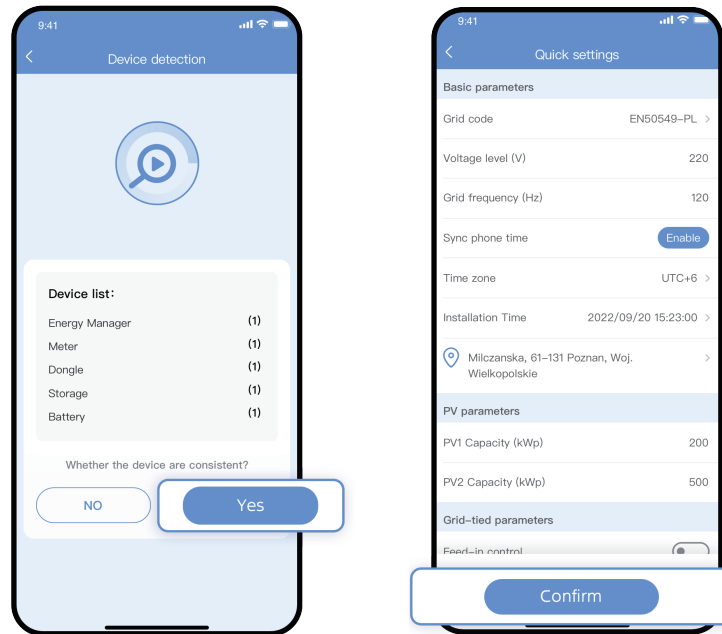 9:41
Device detection
Device list:
Energy Manager (1)
Meter (1)
Dongle (1)
Storage (1)
Battery (1)
Whether the device are consistent?
NO Yes
9:41
Quick settings
Basic parameters
Grid code EN50549-PL
Voltage level (V) 220
Grid frequency (Hz) 120
Sync phone time Enable
Time zone UTC+6
Installation Time 2022/09/20 15:23:00
Milczanska, 61-131 Poznan, Woj.
Wielkopolskie
PV parameters
PV1 Capacity (kWp) 200
PV2 Capacity (kWp) 500
Grid-tied parameters
Feed-in control
Confirm